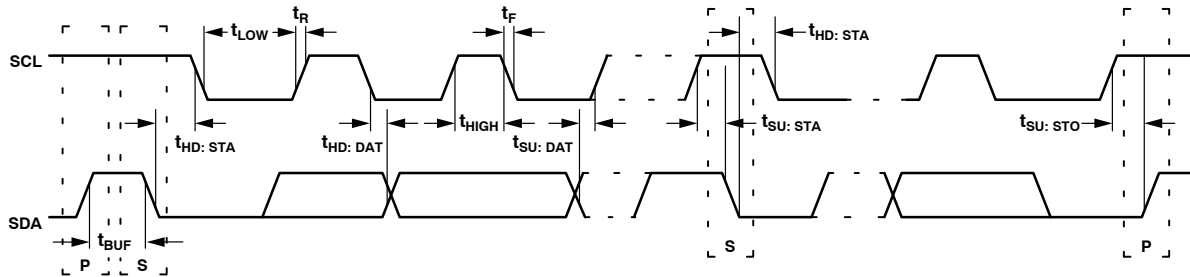 tR tF
tLOW tHD: STA
SCL
tHD: STA tHD: DAT tHIGH tSU: DAT tSU: STA tSU: STO
SDA
tBUF
P S S P